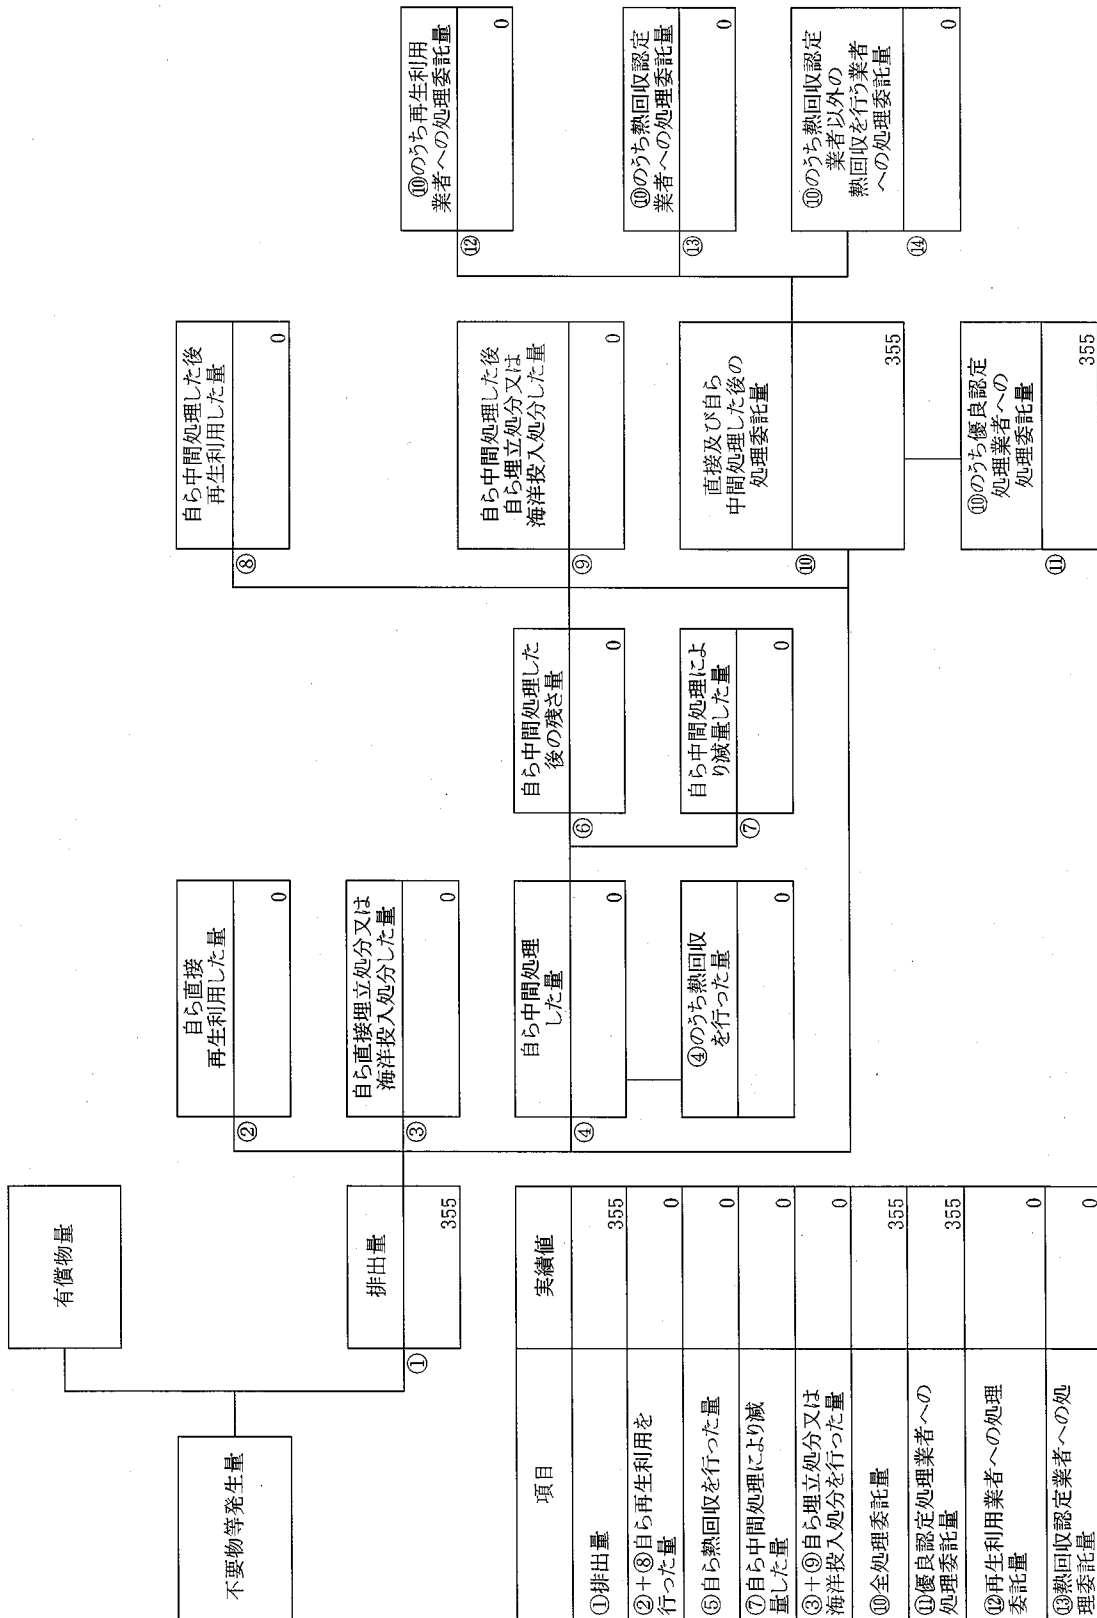 有償物量
不要物等発生量
排出量
①
355
自ら直接
再生利用した量
②
0
自ら直接埋立処分又は
海洋投入処分した量
③
0
自ら中間処理
した量
④
0
④のうち熱回収
を行った量
0
自ら中間処理した
後の残さ量
⑥
0
自ら中間処理によ
り減量した量
⑦
0
自ら中間処理した後
再生利用した量
⑧
0
自ら中間処理した後
自ら埋立処分又は
海洋投入処分した量
⑨
0
直接及び自ら
中間処理した後の
処理委託量
⑩
355
⑩のうち優良認定
処理業者への
処理委託量
⑪
355
⑩のうち再生利用
業者への処理委託量
⑫
0
⑩のうち熱回収認定
業者への処理委託量
⑬
0
⑩のうち熱回収認定
業者以外の
熱回収を行う業者
への処理委託量
⑭
0
項目
実績値
①排出量
355
②+⑧自ら再生利用を
行った量
0
⑤自ら熱回収を行った量
0
⑦自ら中間処理により減
量した量
0
③+⑨自ら埋立処分又は
海洋投入処分を行った量
0
⑩全処理委託量
355
⑪優良認定処理業者への
処理委託量
355
⑫再生利用業者への処理
委託量
0
⑬熱回収認定業者への処
理委託量
0